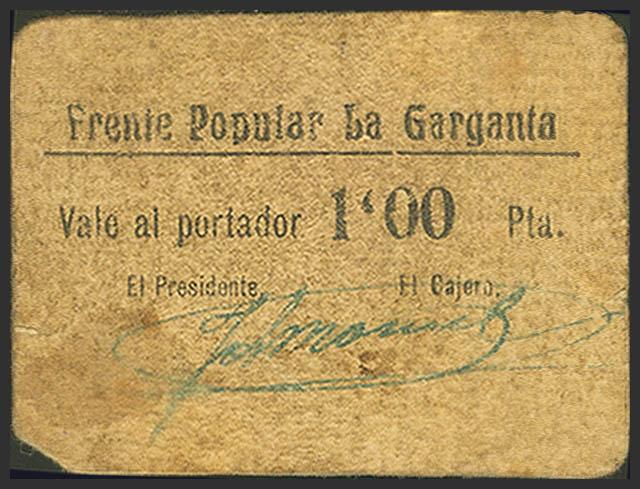 Frente Popular La Garganta
Vale al portador 1'00 Pta.
El Presidente, El Cajero,